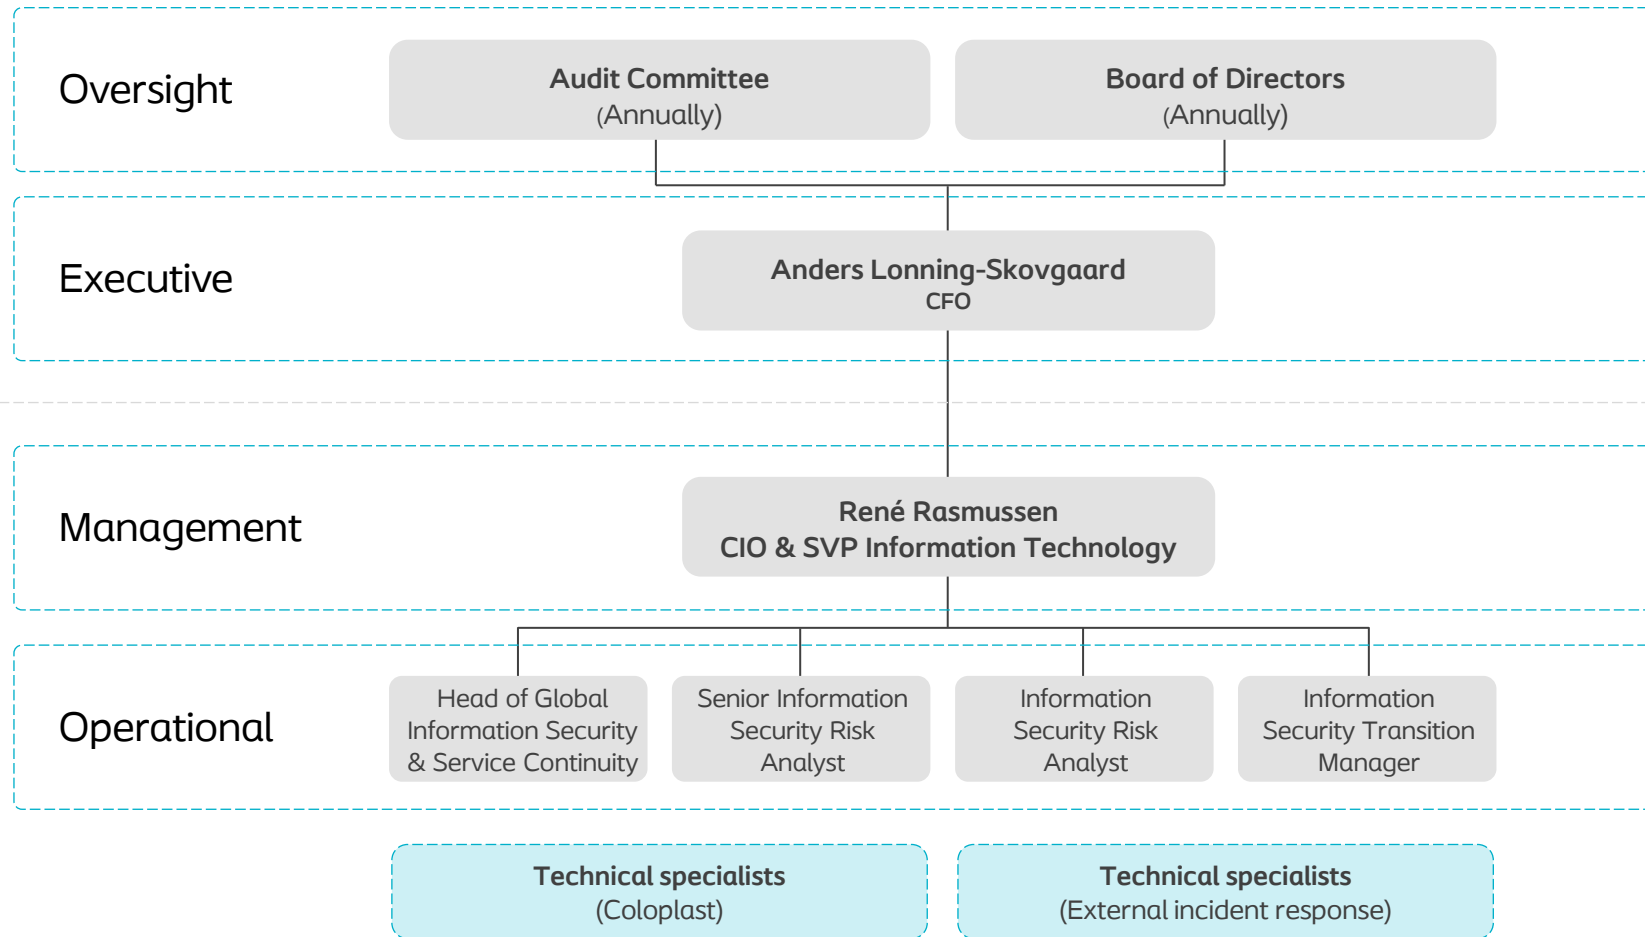 Oversight
Audit Committee
(Annually)
Board of Directors
(Annually)
Executive
Anders Lonning-Skovgaard
CFO
Management
René Rasmussen
CIO & SVP Information Technology
Operational
Head of Global
Information Security
& Service Continuity
Senior Information
Security Risk
Analyst
Information
Security Risk
Analyst
Information
Security Transition
Manager
Technical specialists
(Coloplast)
Technical specialists
(External incident response)